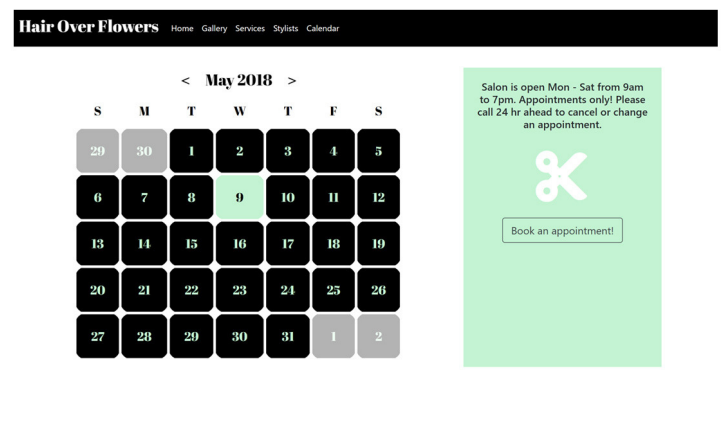 Hair Over Flowers Home Gallery Services Stylists Calendar
< May 2018 >
S M T W T F S
29 30 1 2 3 4 5
6 7 8 9 10 11 12
13 14 15 16 17 18 19
20 21 22 23 24 25 26
27 28 29 30 31 1 2
Salon is open Mon - Sat from 9am
to 7pm. Appointments only! Please
call 24 hr ahead to cancel or change
an appointment.
Book an appointment!